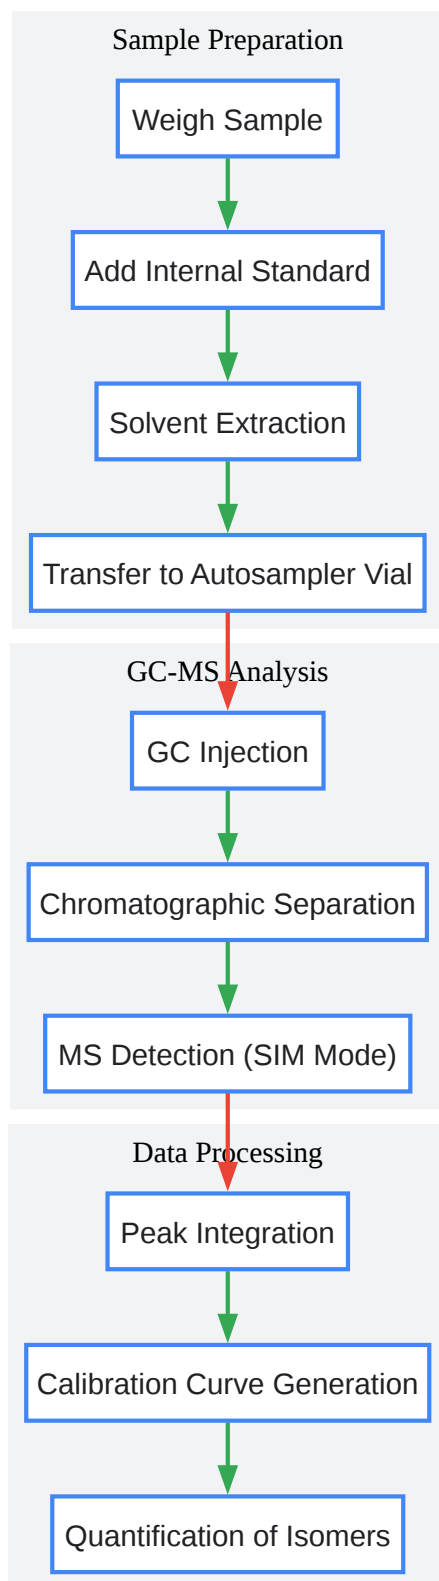 Sample Preparation
Weigh Sample
Add Internal Standard
Solvent Extraction
Transfer to Autosampler Vial
GC-MS Analysis
GC Injection
Chromatographic Separation
MS Detection (SIM Mode)
Data Processing
Peak Integration
Calibration Curve Generation
Quantification of Isomers